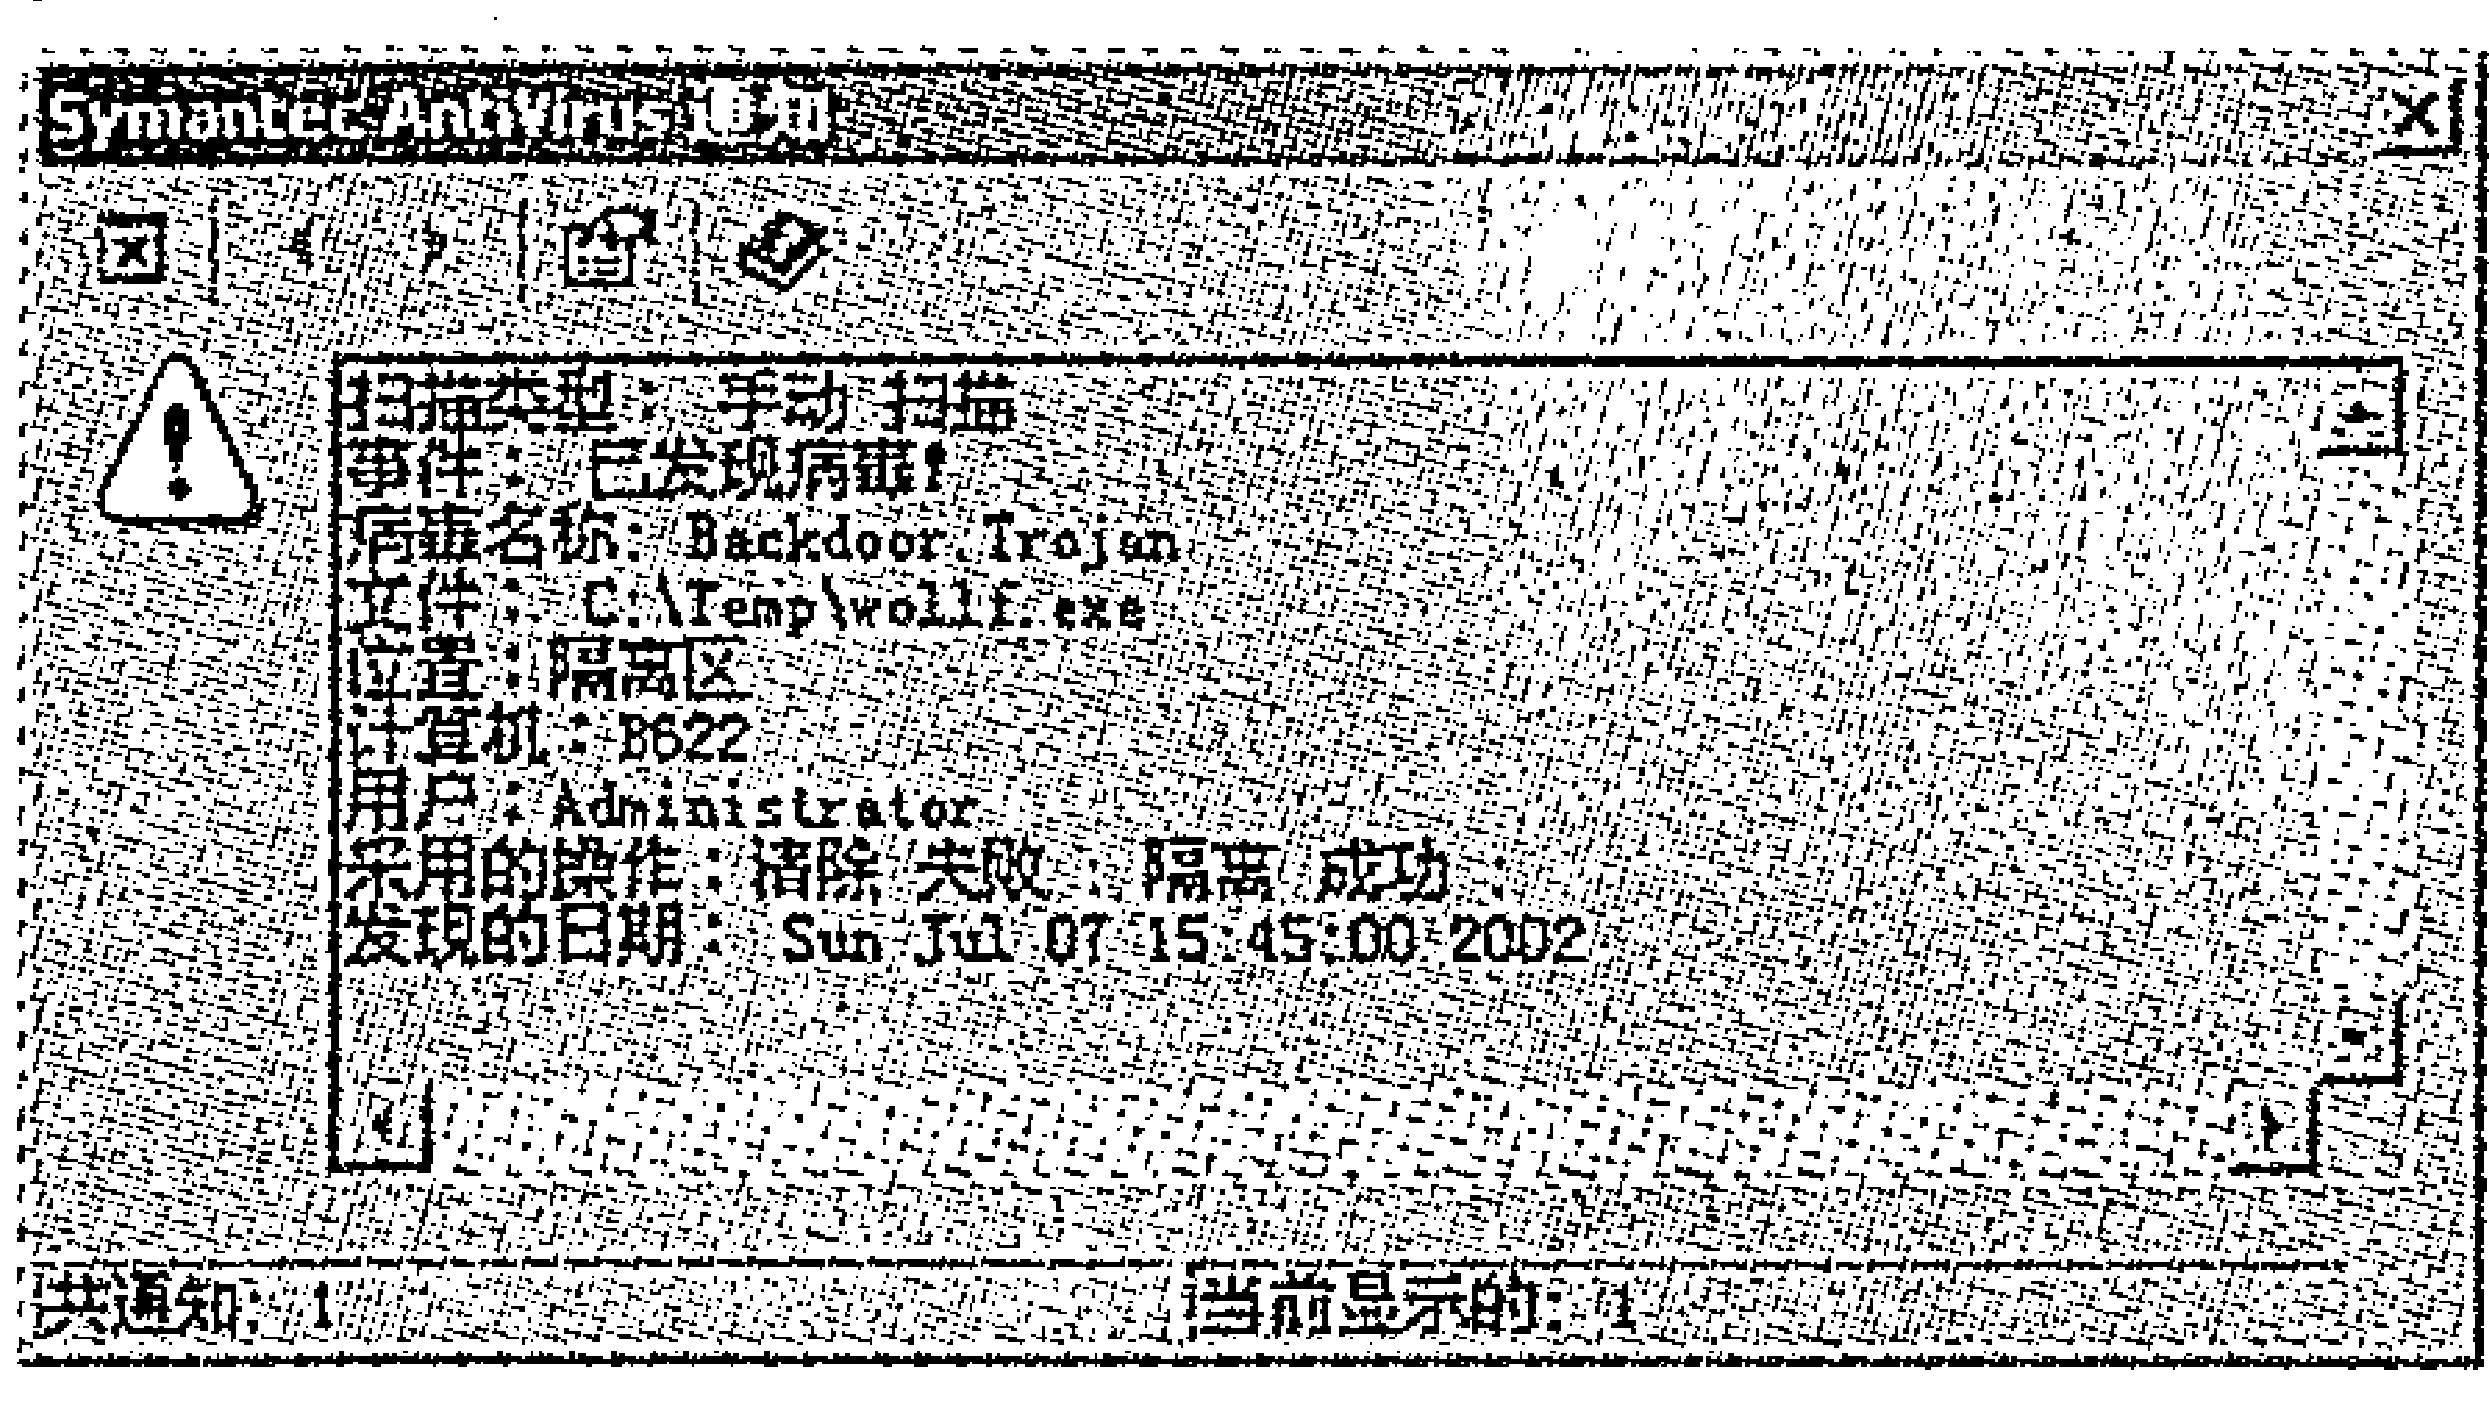 Symantec AntiVirus 通知
扫描类型： 手动 扫描
事件： 已发现病毒!
病毒名称: Backdoor.Trojan
文件： C:\Temp\wollf.exe
位置：隔离区
计算机：B622
用户：Administrator
采用的操作：清除 失败 : 隔离 成功 :
发现的日期： Sun Jul 07 15:45:00 2002
共通知: 1
当前显示的: 1